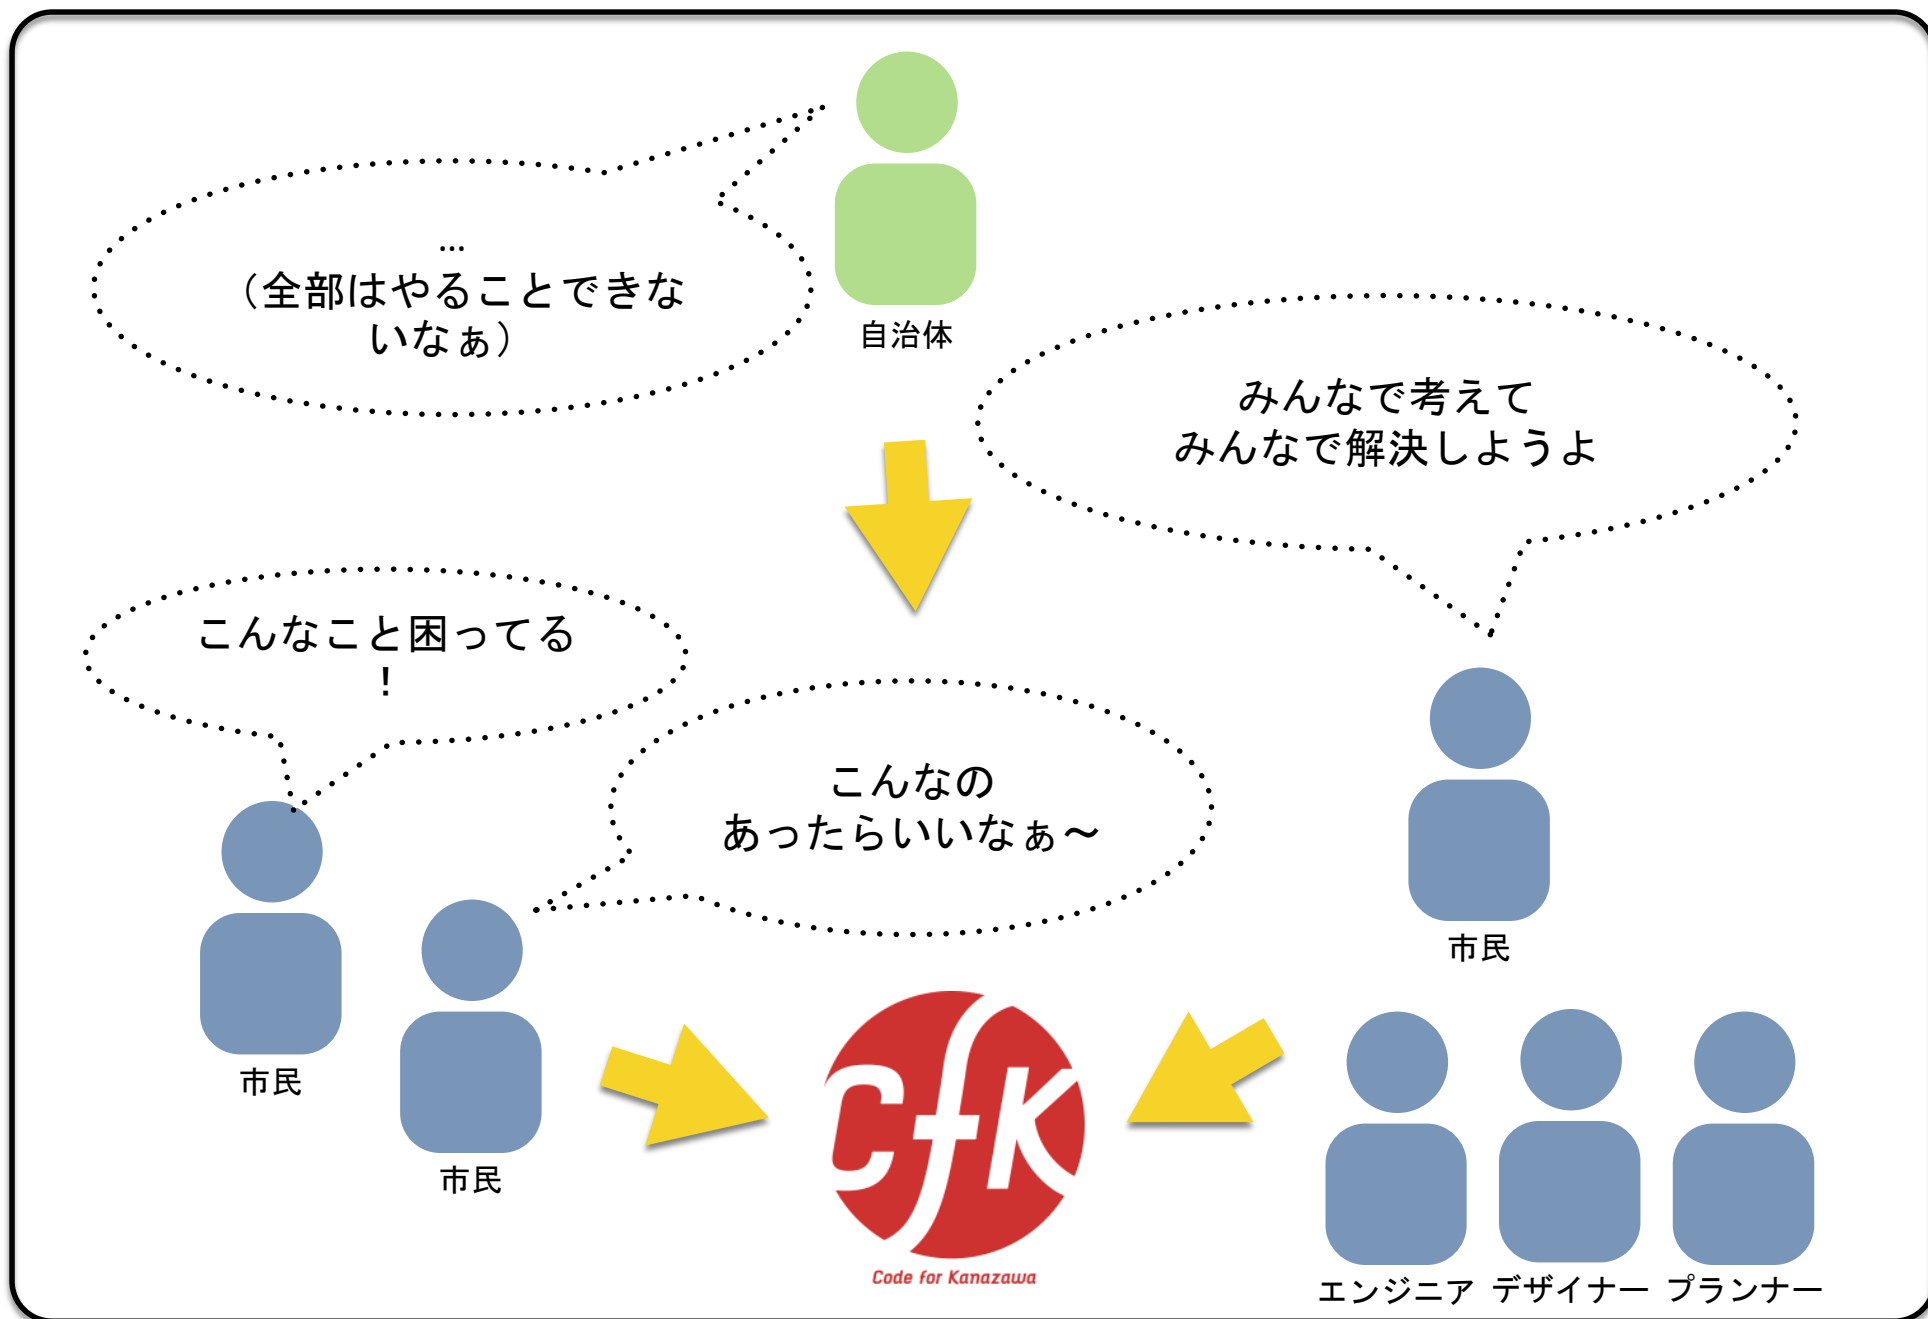 ...
（全部はやることできな
いなぁ）
自治体
みんなで考えて
みんなで解決しようよ
こんなこと困ってる
！
こんなの
あったらいいなぁ〜
市民
市民
市民
CfK
Code for Kanazawa
エンジニア デザイナー プランナー